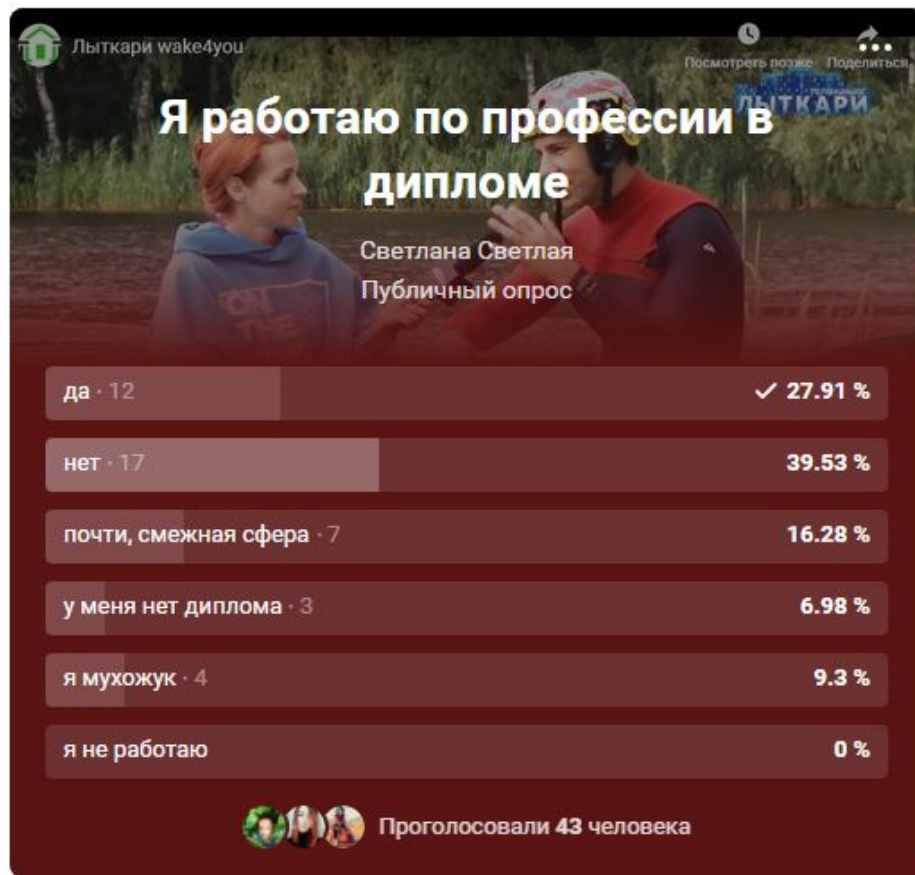 Лыткари wake4you
Посмотреть позже Поделиться
ЛЫТКАРИ
Я работаю по профессии в
дипломе
Светлана Светлая
Публичный опрос
да · 12 27.91 %
нет · 17 39.53 %
почти, смежная сфера · 7 16.28 %
у меня нет диплома · 3 6.98 %
я мухожук · 4 9.3 %
я не работаю 0 %
Проголосовали 43 человека